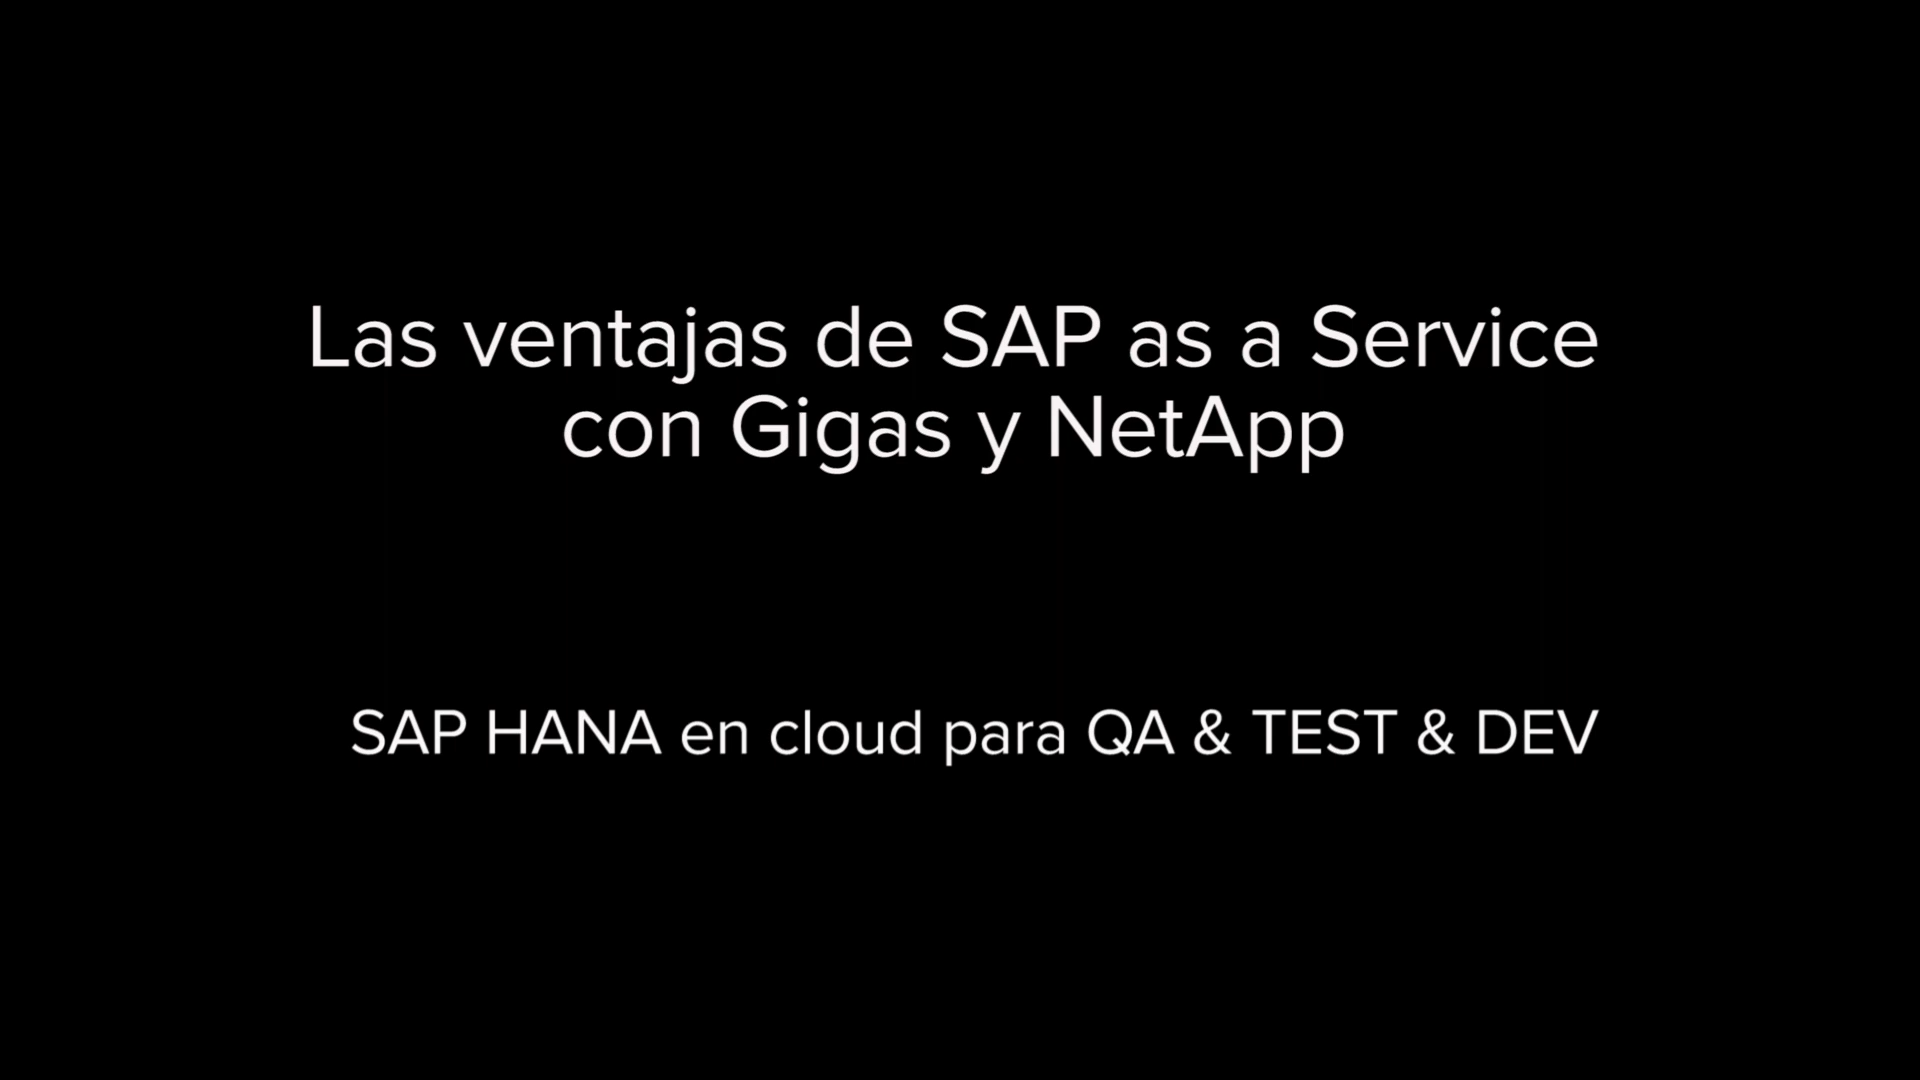 Las ventajas de SAP as a Service
con Gigas y NetApp
SAP HANA en cloud para QA & TEST & DEV